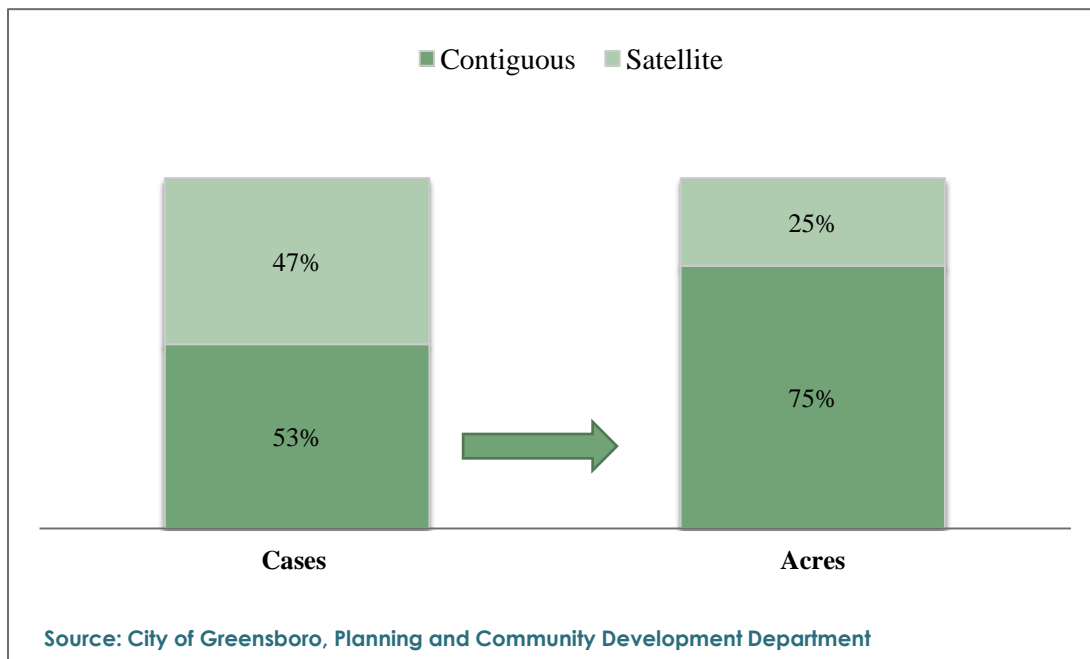 Contiguous Satellite
47%
25%
53%
75%
Cases
Acres
Source: City of Greensboro, Planning and Community Development Department